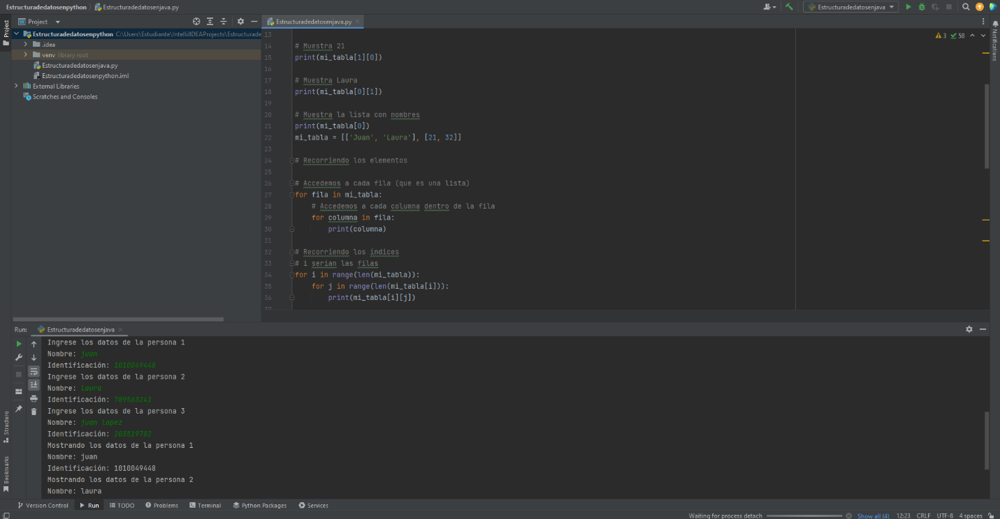 Estructuradedatosenpython > Estructuradedatosenjava.py
Estructuradedatosenjava
Project
Estructuradedatosenjava.py
Project
Estructuradedatosenpython C:\Users\Estudiante\IntelliJIDEAProjects\Estructurade
.idea
venv library root
Estructuradedatosenjava.py
Estructuradedatosenpython.iml
External Libraries
Scratches and Consoles
3 58
Notifications
13
14 # Muestra 21
15 print(mi_tabla[1][0])
16
17 # Muestra Laura
18 print(mi_tabla[0][1])
19
20 # Muestra la lista con nombres
21 print(mi_tabla[0])
22 mi_tabla = [['Juan', 'Laura'], [21, 32]]
23
24 # Recorriendo los elementos
25
26 # Accedemos a cada fila (que es una lista)
27 for fila in mi_tabla:
28     # Accedemos a cada columna dentro de la fila
29     for columna in fila:
30         print(columna)
31
32 # Recorriendo los indices
33 # i serian las filas
34 for i in range(len(mi_tabla)):
35     for j in range(len(mi_tabla[i])):
36         print(mi_tabla[i][j])
37
Run: Estructuradedatosenjava
Ingrese los datos de la persona 1
Nombre: juan
Identificación: 1010049448
Ingrese los datos de la persona 2
Nombre: laura
Identificación: 789563241
Ingrese los datos de la persona 3
Nombre: juan lopez
Identificación: 203519782
Mostrando los datos de la persona 1
Nombre: juan
Identificación: 1010049448
Mostrando los datos de la persona 2
Nombre: laura
Structure
Bookmarks
Version Control Run TODO Problems Terminal Python Packages Services
Waiting for process detach Show all (4) 12:23 CRLF UTF-8 4 spaces